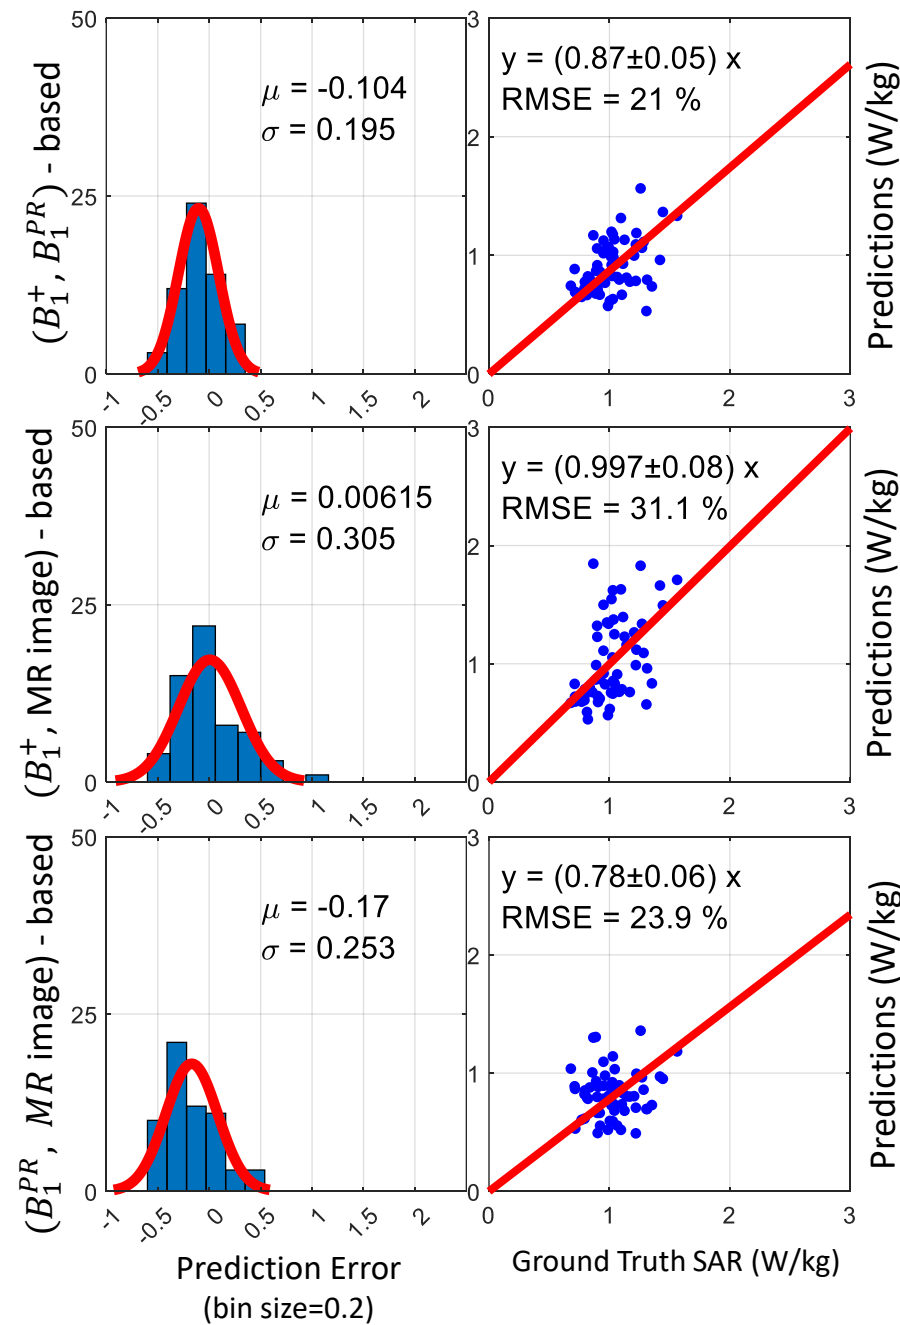 (B₁⁺, B₁ᴾᴿ) - based
50
25
0
μ = -0.104
σ = 0.195
-1 -0.5 0 0.5 1 1.5 2
3
2
1
0
y = (0.87±0.05) x
RMSE = 21 %
0 1 2 3
Predictions (W/kg)
(B₁⁺, MR image) - based
50
25
0
μ = 0.00615
σ = 0.305
-1 -0.5 0 0.5 1 1.5 2
3
2
1
0
y = (0.997±0.08) x
RMSE = 31.1 %
0 1 2 3
Predictions (W/kg)
(B₁ᴾᴿ, MR image) - based
50
25
0
μ = -0.17
σ = 0.253
-1 -0.5 0 0.5 1 1.5 2
3
2
1
0
y = (0.78±0.06) x
RMSE = 23.9 %
0 1 2 3
Predictions (W/kg)
Prediction Error
(bin size=0.2)
Ground Truth SAR (W/kg)